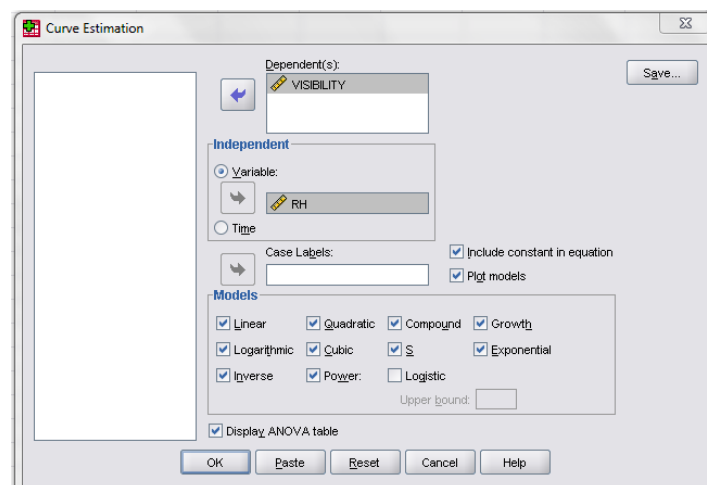 Curve Estimation
Dependent(s):
VISIBILITY
Save...
Independent
Variable:
RH
Time
Case Labels:
Include constant in equation
Plot models
Models
Linear Quadratic Compound Growth
Logarithmic Cubic S Exponential
Inverse Power: Logistic
Upper bound:
Display ANOVA table
OK Paste Reset Cancel Help